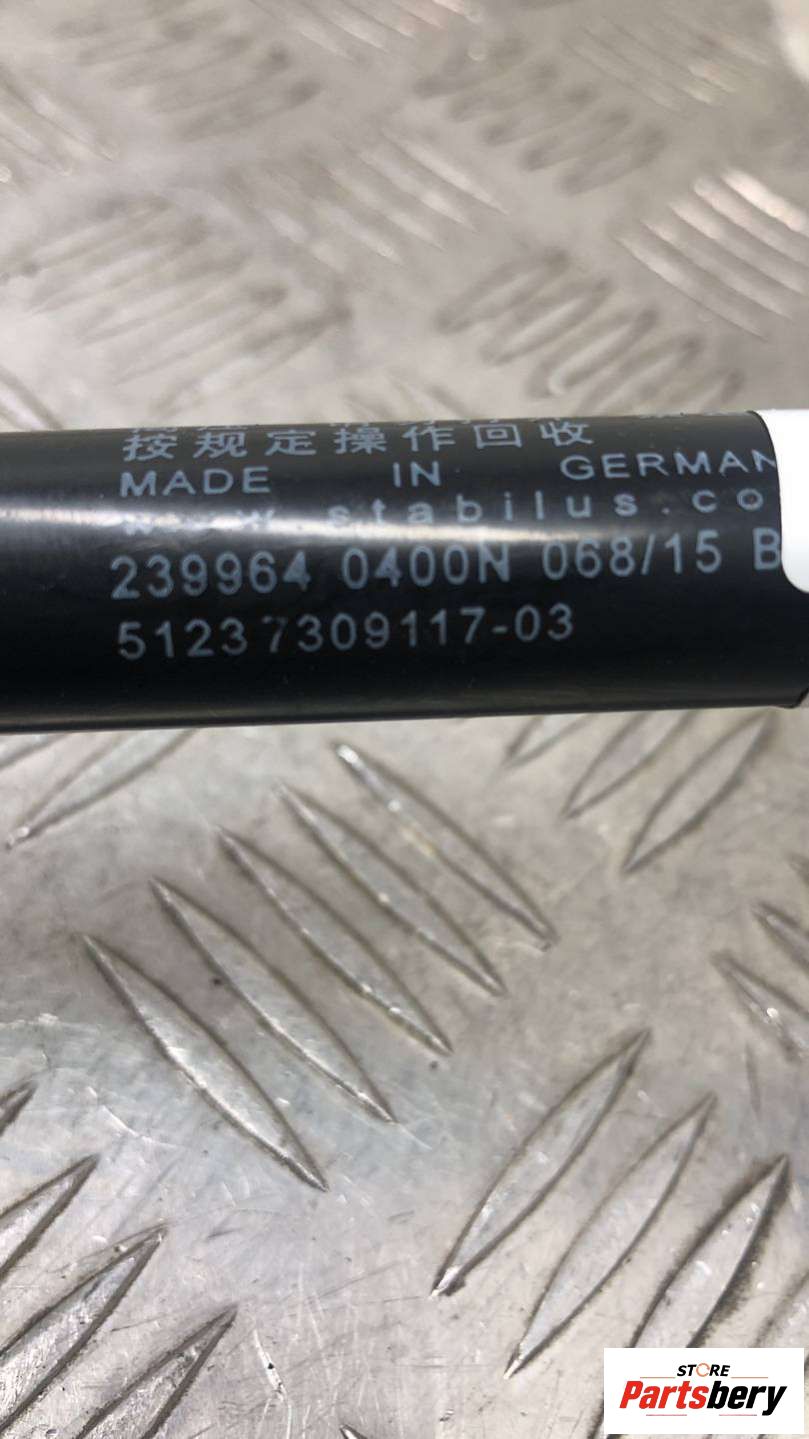 按规定操作回收
MADE IN GERMAN
www.stabilus.co
239964 0400N 068/15 B
51237309117-03
STORE
Partsbery